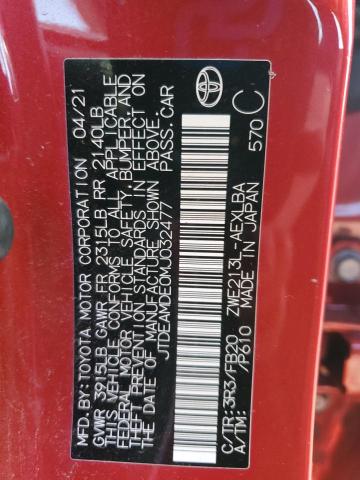 MFD.BY:TOYOTA MOTOR CORPORATION 04/21
GVWR 3915LB GAWR FR 2315LB RR 2140LB
THIS VEHICLE CONFORMS TO ALL APPLICABLE
FEDERAL MOTOR VEHICLE SAFETY, BUMPER, AND
THEFT PREVENTION STANDARDS IN EFFECT ON
THE DATE OF MANUFACTURE SHOWN ABOVE.
JTDEAMDE0MJ032477 PASS.CAR
C/TR:3R3/FB20 ZWE213L-AEXLBA
A/TM: /P610 MADE IN JAPAN
570 C
TOYOTA